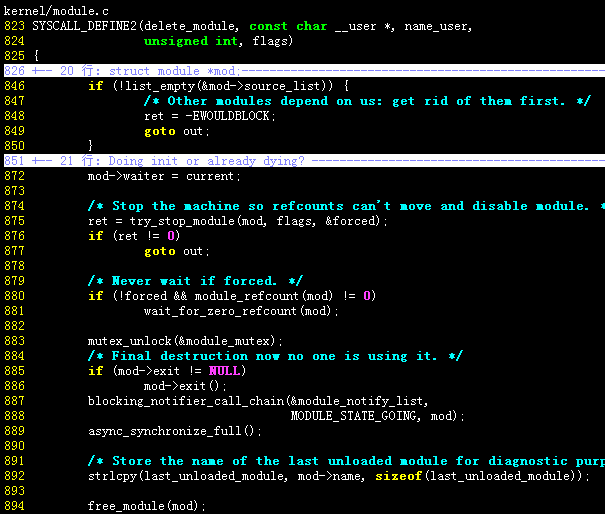 kernel/module.c
823 SYSCALL_DEFINE2(delete_module, const char __user *, name_user,
824                 unsigned int, flags)
825 {
826 +-- 20 行: struct module *mod;
846         if (!list_empty(&mod->source_list)) {
847                 /* Other modules depend on us: get rid of them first. */
848                 ret = -EWOULDBLOCK;
849                 goto out;
850         }
851 +-- 21 行: Doing init or already dying?
872         mod->waiter = current;
873
874         /* Stop the machine so refcounts can't move and disable module. *
875         ret = try_stop_module(mod, flags, &forced);
876         if (ret != 0)
877                 goto out;
878
879         /* Never wait if forced. */
880         if (!forced && module_refcount(mod) != 0)
881                 wait_for_zero_refcount(mod);
882
883         mutex_unlock(&module_mutex);
884         /* Final destruction now no one is using it. */
885         if (mod->exit != NULL)
886                 mod->exit();
887         blocking_notifier_call_chain(&module_notify_list,
888                                      MODULE_STATE_GOING, mod);
889         async_synchronize_full();
890
891         /* Store the name of the last unloaded module for diagnostic purp
892         strlcpy(last_unloaded_module, mod->name, sizeof(last_unloaded_module));
893
894         free_module(mod);